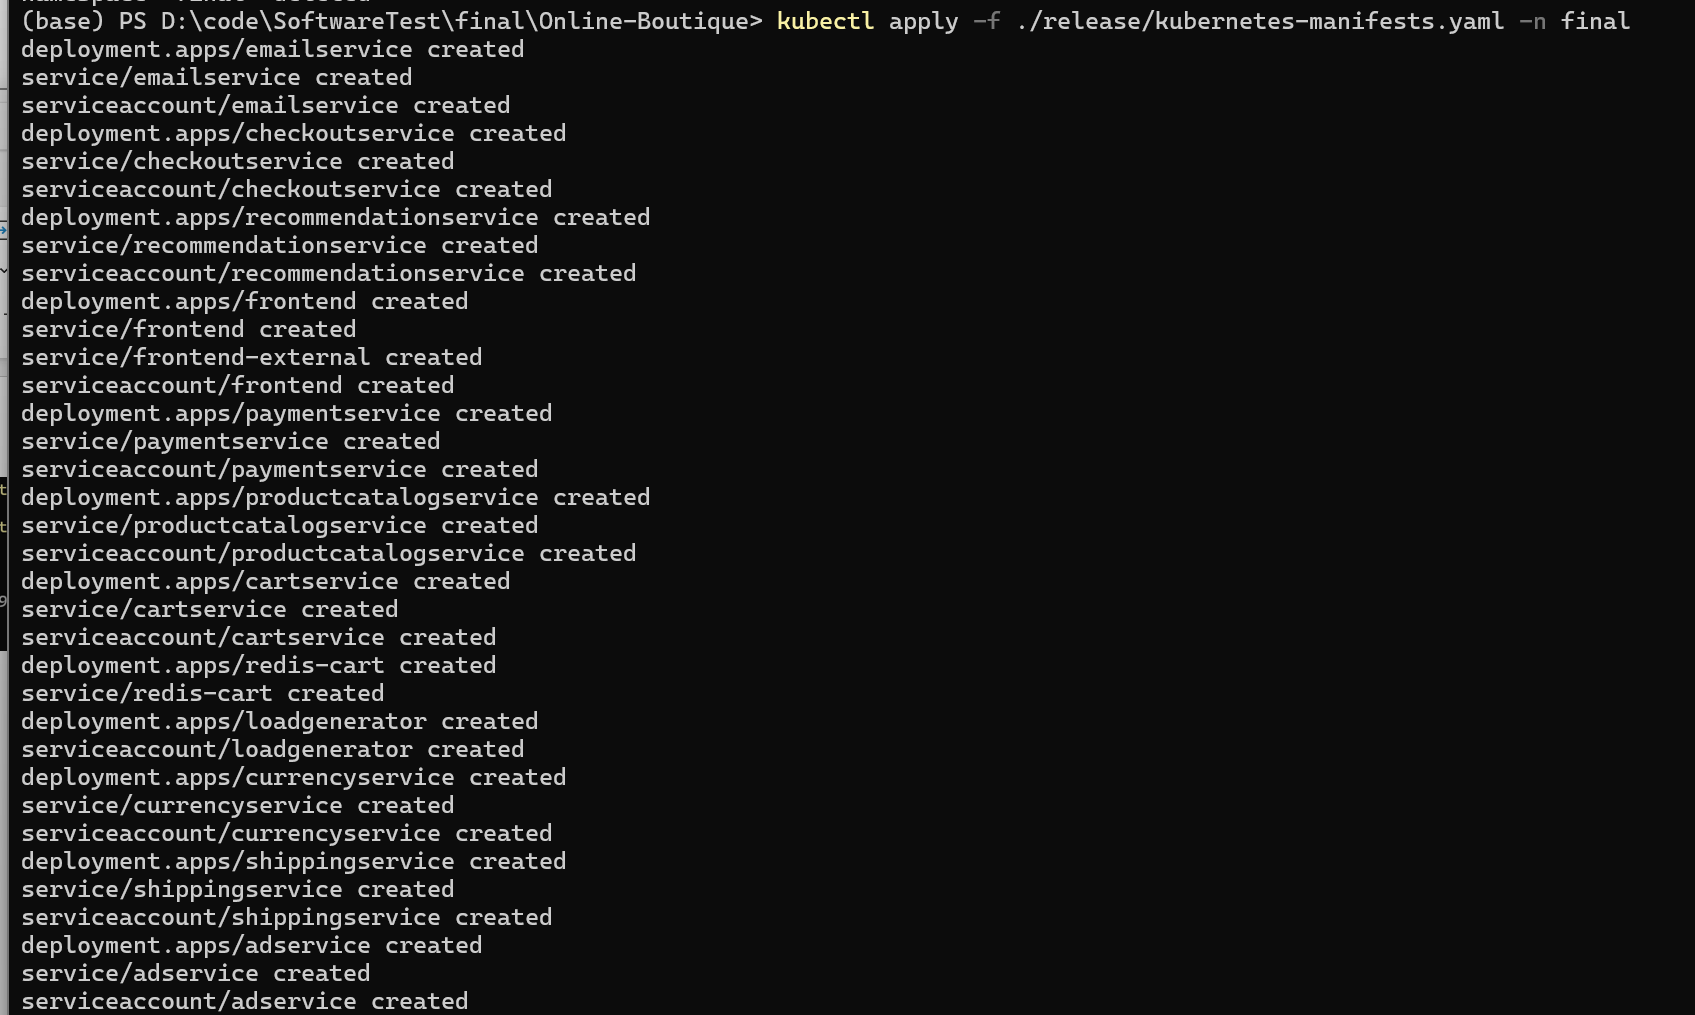 (base) PS D:\code\SoftwareTest\final\Online-Boutique> kubectl apply -f ./release/kubernetes-manifests.yaml -n final
deployment.apps/emailservice created
service/emailservice created
serviceaccount/emailservice created
deployment.apps/checkoutservice created
service/checkoutservice created
serviceaccount/checkoutservice created
deployment.apps/recommendationservice created
service/recommendationservice created
serviceaccount/recommendationservice created
deployment.apps/frontend created
service/frontend created
service/frontend-external created
serviceaccount/frontend created
deployment.apps/paymentservice created
service/paymentservice created
serviceaccount/paymentservice created
deployment.apps/productcatalogservice created
service/productcatalogservice created
serviceaccount/productcatalogservice created
deployment.apps/cartservice created
service/cartservice created
serviceaccount/cartservice created
deployment.apps/redis-cart created
service/redis-cart created
deployment.apps/loadgenerator created
serviceaccount/loadgenerator created
deployment.apps/currencyservice created
service/currencyservice created
serviceaccount/currencyservice created
deployment.apps/shippingservice created
service/shippingservice created
serviceaccount/shippingservice created
deployment.apps/adservice created
service/adservice created
serviceaccount/adservice created